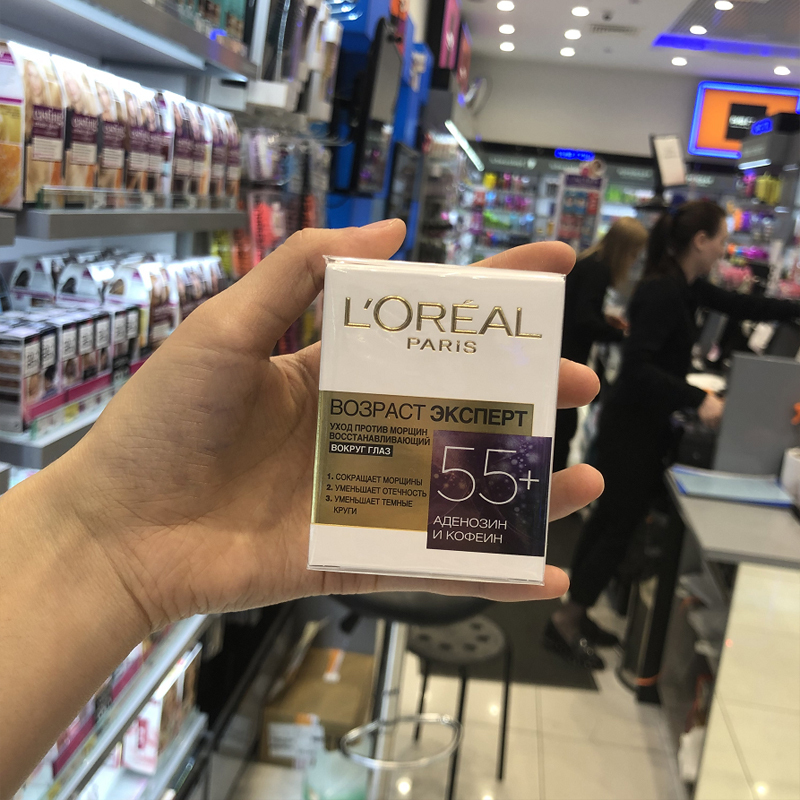 L'ORÉAL
PARIS
ВОЗРАСТ ЭКСПЕРТ
УХОД ПРОТИВ МОРЩИН
ВОССТАНАВЛИВАЮЩИЙ
ВОКРУГ ГЛАЗ
1. СОКРАЩАЕТ МОРЩИНЫ
2. УМЕНЬШАЕТ ОТЕЧНОСТЬ
3. УМЕНЬШАЕТ ТЕМНЫЕ
КРУГИ
55+
АДЕНОЗИН
И КОФЕИН